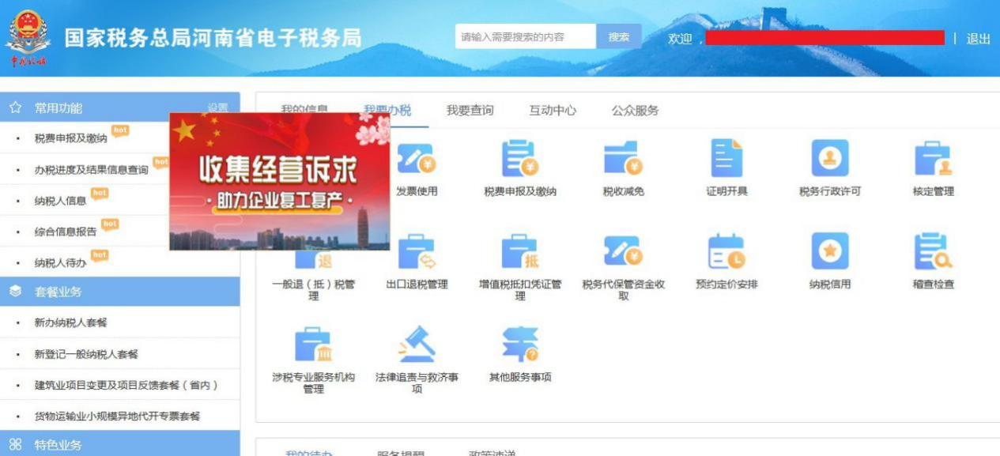 国家税务总局河南省电子税务局
请输入需要搜索的内容
搜索
欢迎，
| 退出
常用功能
设置
税费申报及缴纳
hot
办税进度及结果信息查询
hot
纳税人信息
hot
综合信息报告
hot
纳税人待办
hot
套餐业务
新办纳税人套餐
新登记一般纳税人套餐
建筑业项目变更及项目反馈套餐（省内）
货物运输业小规模异地代开专票套餐
特色业务
我的信息
我要办税
我要查询
互动中心
公众服务
收集经营诉求
·助力企业复工复产·
发票使用
税费申报及缴纳
税收减免
证明开具
税务行政许可
核定管理
退
抵
一般退（抵）税管
理
出口退税管理
增值税抵扣凭证管
理
税务代保管资金收
取
预约定价安排
纳税信用
稽查检查
涉税专业服务机构
管理
法律追责与救济事
项
其他服务事项
我的待办
服务提醒
政策速递